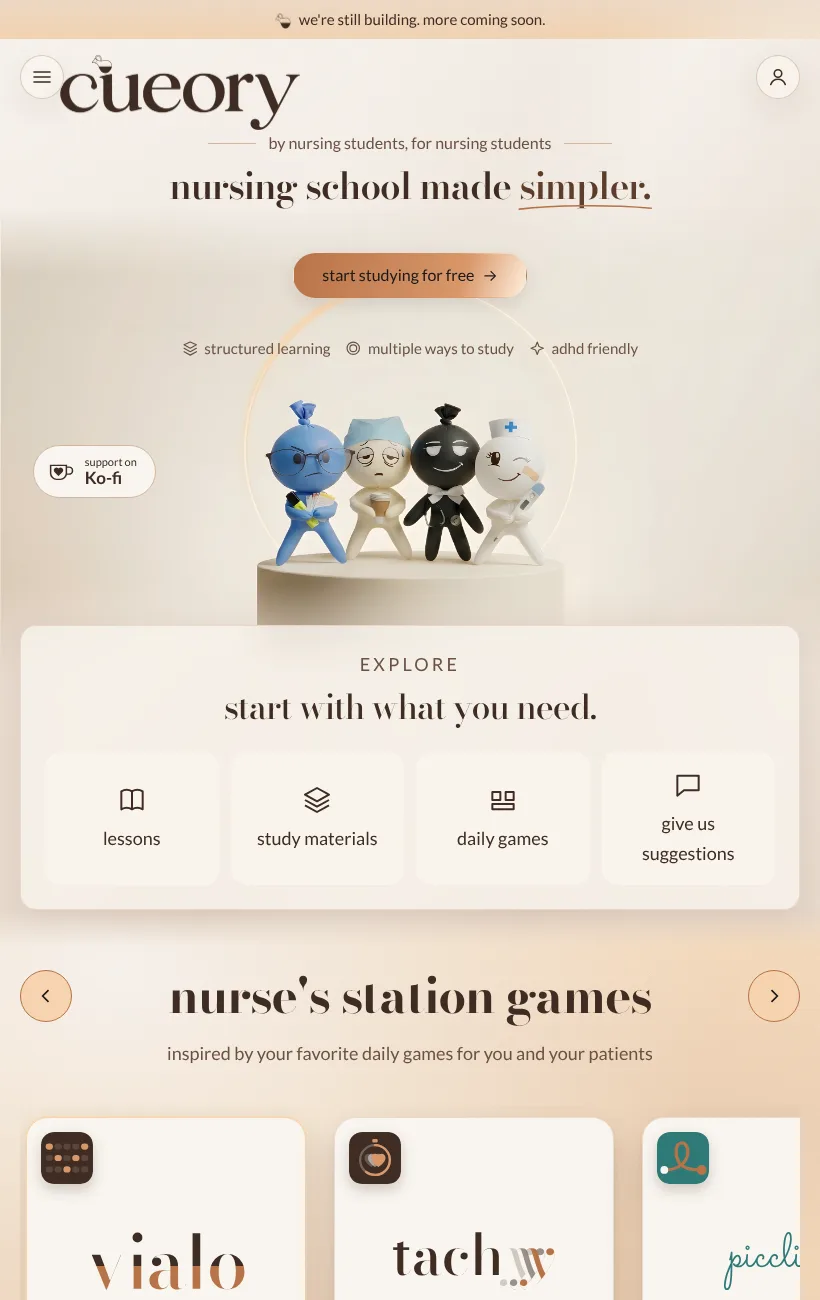 we're still building. more coming soon.
cueory
by nursing students, for nursing students
nursing school made simpler.
start studying for free →
structured learning
multiple ways to study
adhd friendly
support on
Ko-fi
EXPLORE
start with what you need.
lessons
study materials
daily games
give us
suggestions
nurse's station games
inspired by your favorite daily games for you and your patients
vialo
tach
piccli